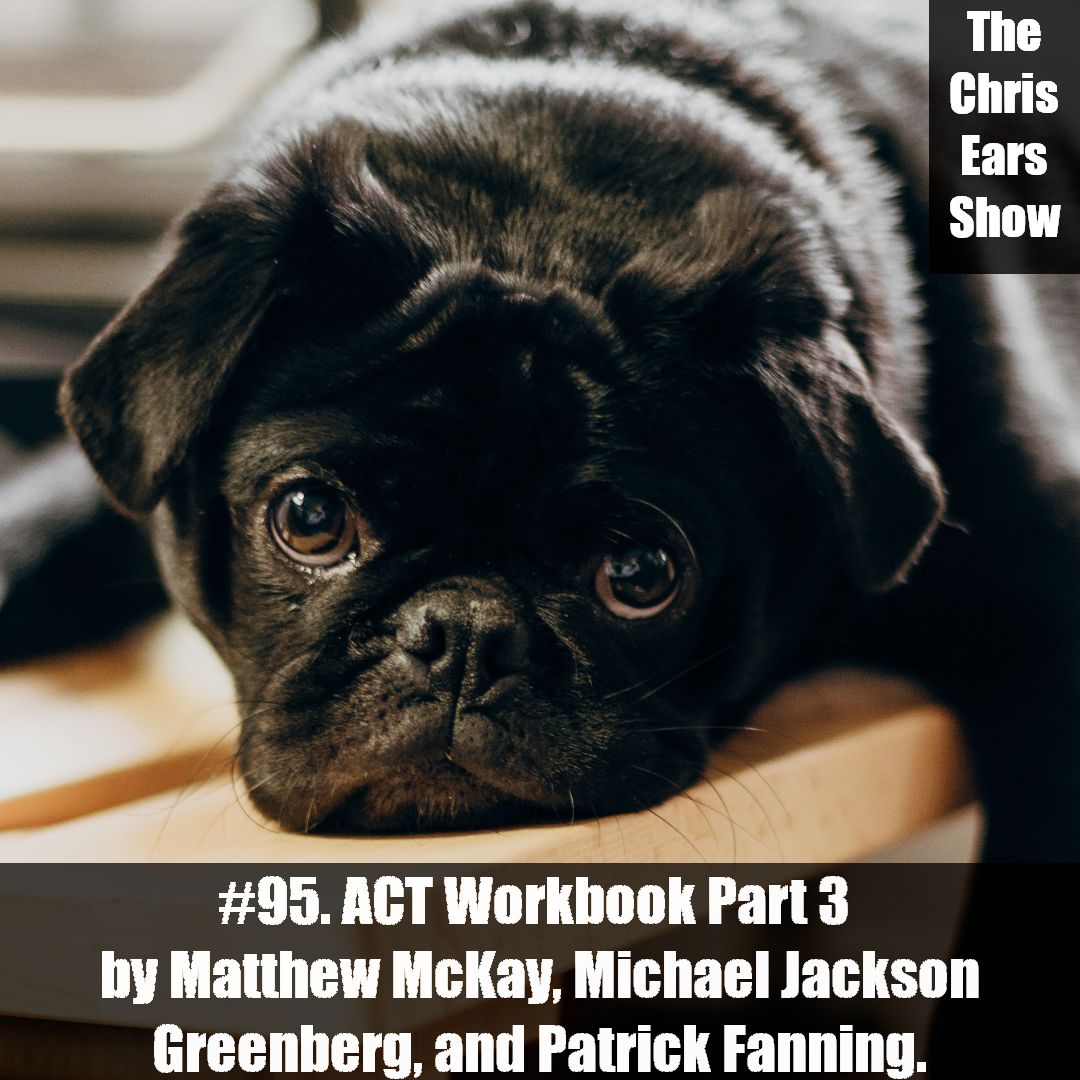 The
Chris
Ears
Show
#95. ACT Workbook Part 3
by Matthew McKay, Michael Jackson
Greenberg, and Patrick Fanning.